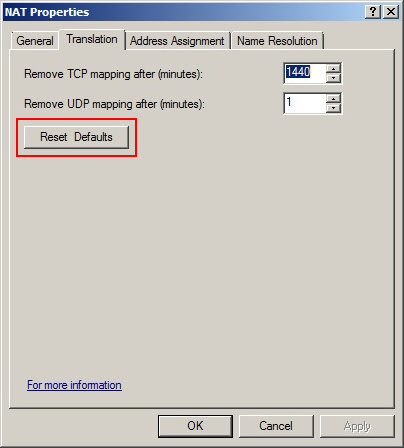 NAT Properties
General Translation Address Assignment Name Resolution
Remove TCP mapping after (minutes): 1440
Remove UDP mapping after (minutes): 1
Reset Defaults
For more information
OK Cancel Apply